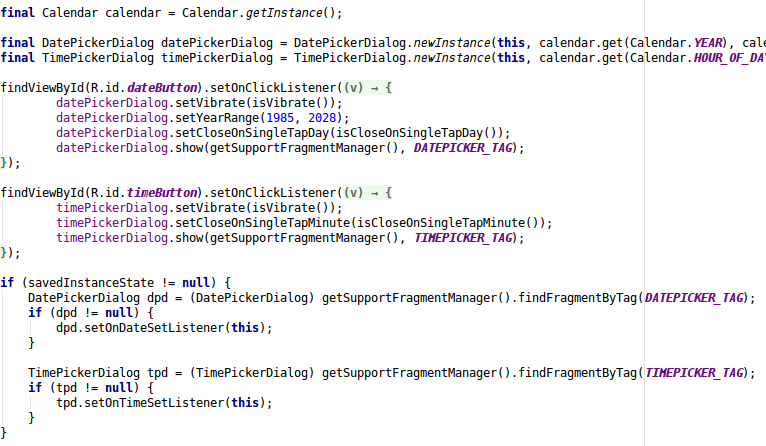 final Calendar calendar = Calendar.getInstance();
final DatePickerDialog datePickerDialog = DatePickerDialog.newInstance(this, calendar.get(Calendar.YEAR),
final TimePickerDialog timePickerDialog = TimePickerDialog.newInstance(this, calendar.get(Calendar.HOUR_OF_DA
findViewById(R.id.dateButton).setOnClickListener((v) → {
datePickerDialog.setVibrate(isVibrate());
datePickerDialog.setYearRange(1985, 2028);
datePickerDialog.setCloseOnSingleTapDay(isCloseOnSingleTapDay());
datePickerDialog.show(getSupportFragmentManager(), DATEPICKER_TAG);
});
findViewById(R.id.timeButton).setOnClickListener((v) → {
timePickerDialog.setVibrate(isVibrate());
timePickerDialog.setCloseOnSingleTapMinute(isCloseOnSingleTapMinute());
timePickerDialog.show(getSupportFragmentManager(), TIMEPICKER_TAG);
});
if (savedInstanceState != null) {
DatePickerDialog dpd = (DatePickerDialog) getSupportFragmentManager().findFragmentByTag(DATEPICKER_TAG);
if (dpd != null) {
dpd.setOnDateSetListener(this);
}
TimePickerDialog tpd = (TimePickerDialog) getSupportFragmentManager().findFragmentByTag(TIMEPICKER_TAG);
if (tpd != null) {
tpd.setOnTimeSetListener(this);
}
}